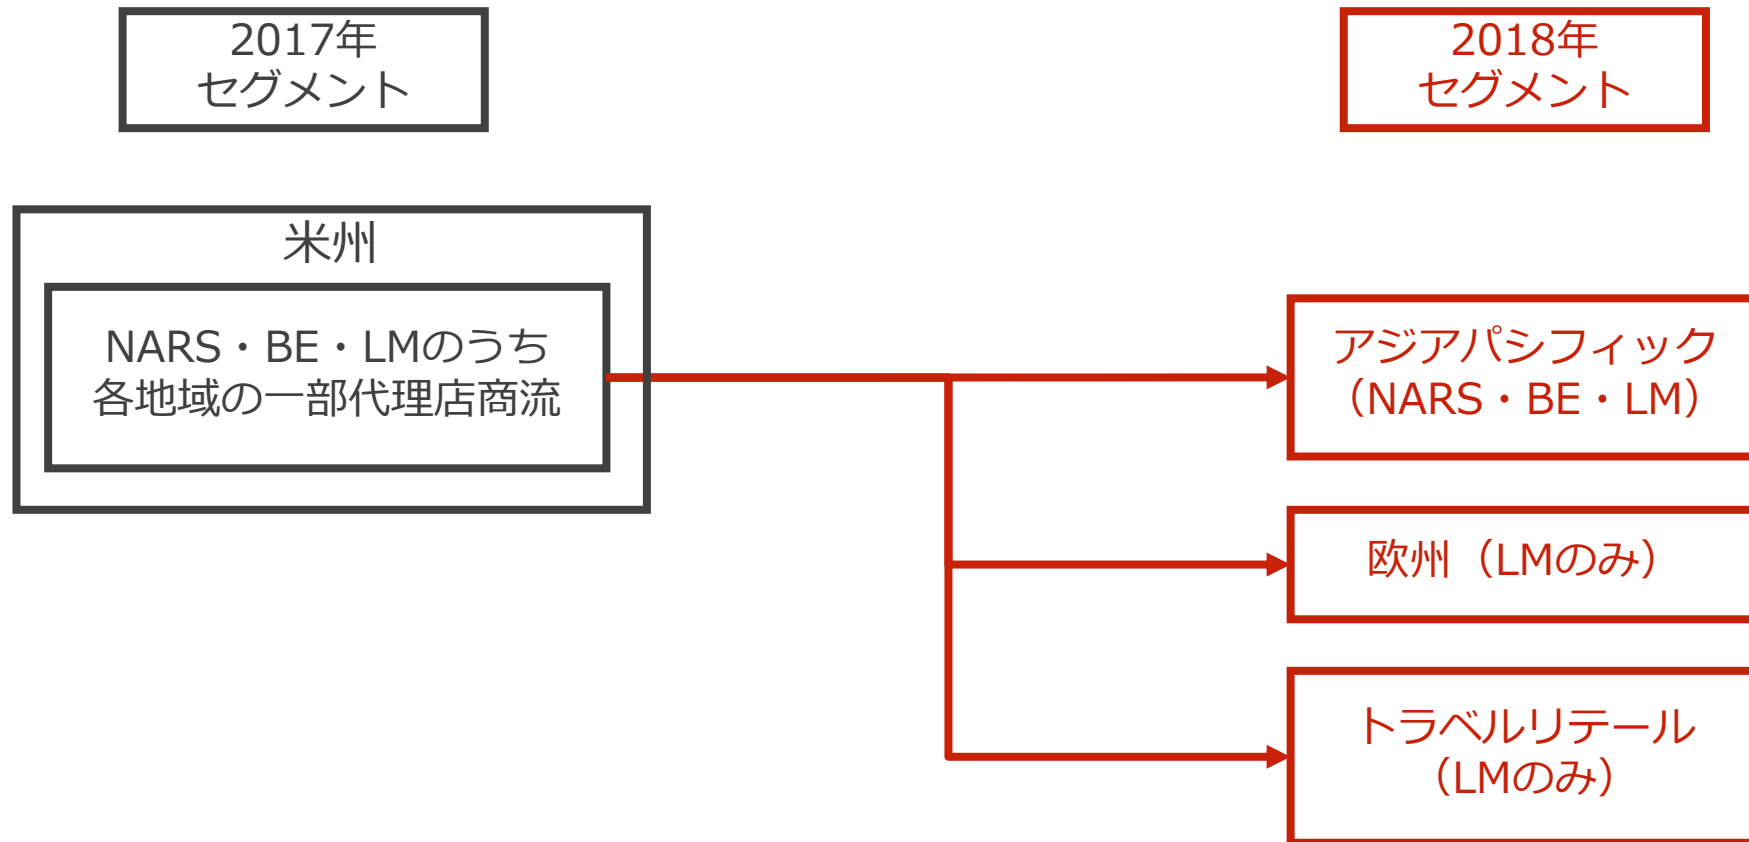 2017年
セグメント
2018年
セグメント
米州
NARS・BE・LMのうち
各地域の一部代理店商流
アジアパシフィック
（NARS・BE・LM）
欧州（LMのみ）
トラベルリテール
（LMのみ）